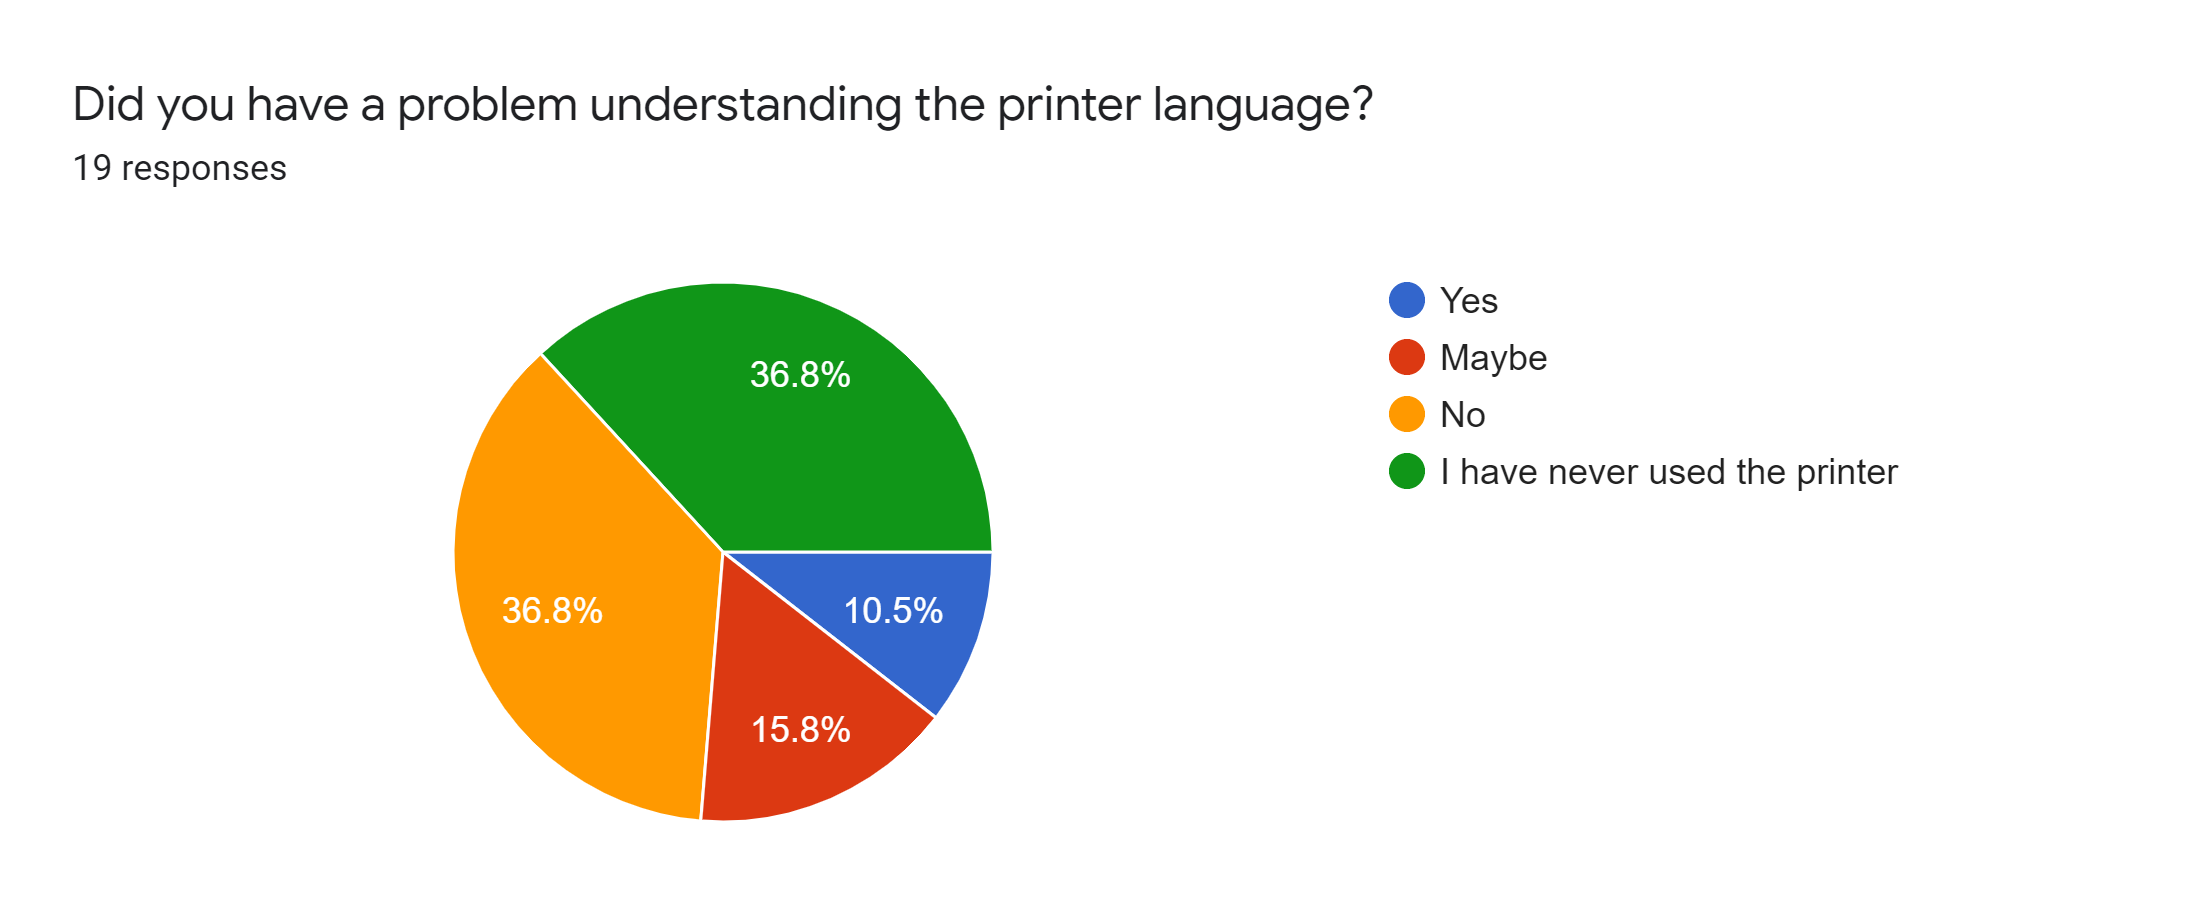 Did you have a problem understanding the printer language?
19 responses
36.8%
36.8%
10.5%
15.8%
Yes
Maybe
No
I have never used the printer